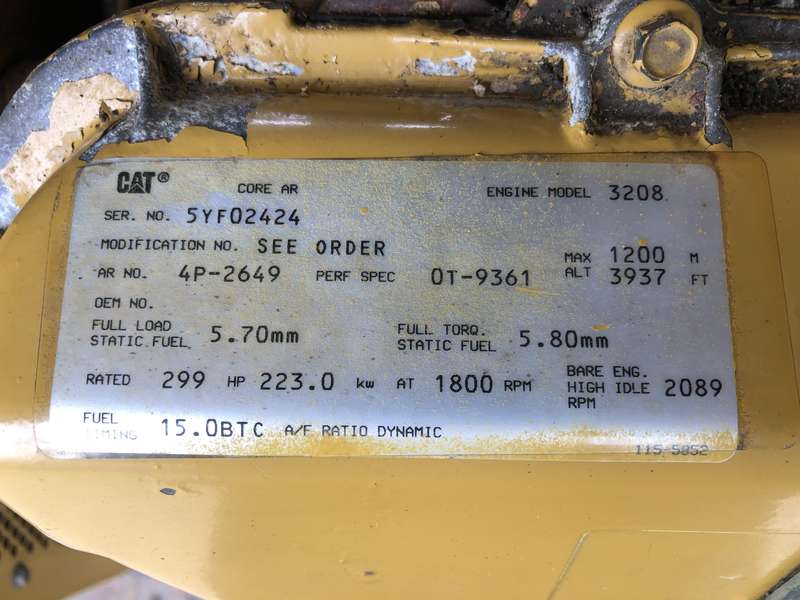 CAT® CORE AR ENGINE MODEL 3208
SER. NO. 5YF02424
MODIFICATION NO. SEE ORDER
AR NO. 4P-2649 PERF SPEC 0T-9361 MAX ALT 1200 M 3937 FT
OEM NO.
FULL LOAD STATIC FUEL 5.70mm FULL TORQ. STATIC FUEL 5.80mm
RATED 299 HP 223.0 kw AT 1800 RPM BARE ENG. HIGH IDLE RPM 2089
FUEL TIMING 15.0BTC A/F RATIO DYNAMIC
115-5852